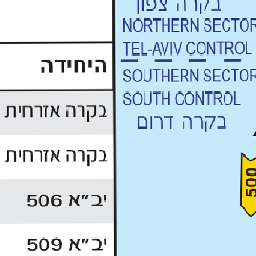 בקרה צפון
NORTHERN SECTOR
TEL-AVIV CONTROL
SOUTHERN SECTOR
SOUTH CONTROL
בקרה דרום
היחידה
בקרה אזרחית
בקרה אזרחית
יב"א 506
יב"א 509
500